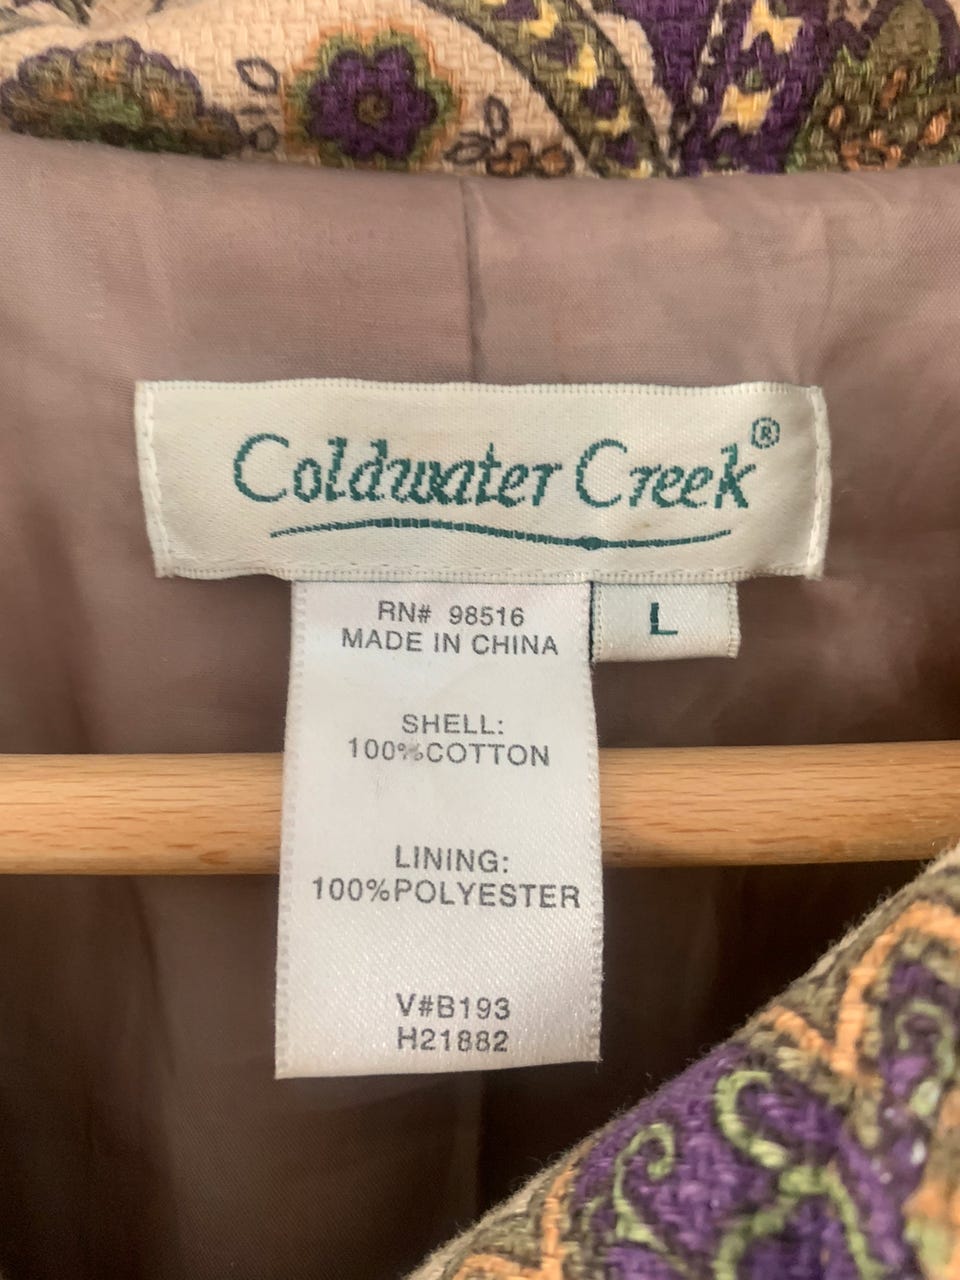 Coldwater Creek®
L
RN# 98516
MADE IN CHINA
SHELL:
100%COTTON
LINING:
100%POLYESTER
V#B193
H21882